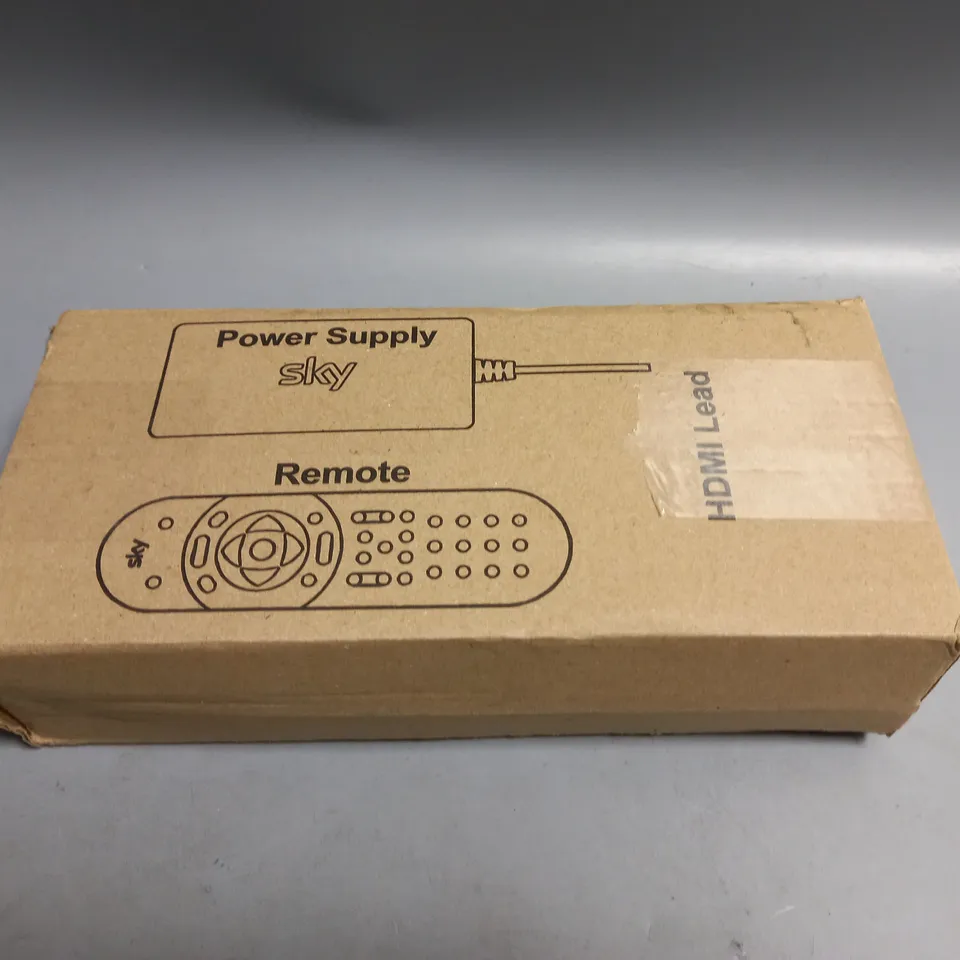 Power Supply
sky
HDMI Lead
Remote
sky